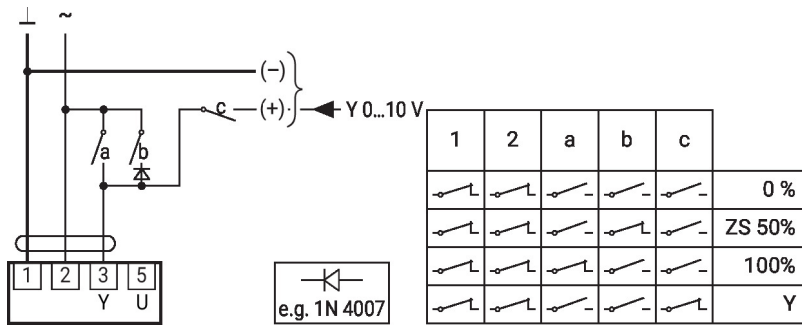 ⊥ ~
(–)
c (+) Y 0...10 V
a b
1 2 3 5
Y U
e.g. 1N 4007
1 2 a b c
0 %
ZS 50%
100%
Y